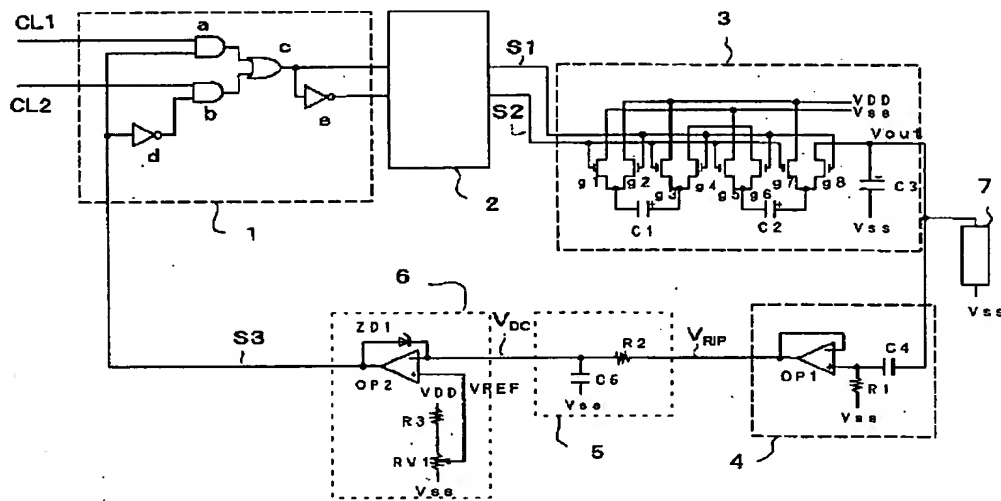 CL1
a
c
CL2
b
d
e
1
2
S1
S2
3
VDD
Vss
Vout
g1
g2
g3
g4
g5
g6
g7
g8
C1
C2
C3
Vss
7
Vss
6
ZD1
VDC
S3
OP2
VREF
VDD
R3
RV1
Vss
R2
C5
Vss
5
VRIP
OP1
C4
R1
Vss
4